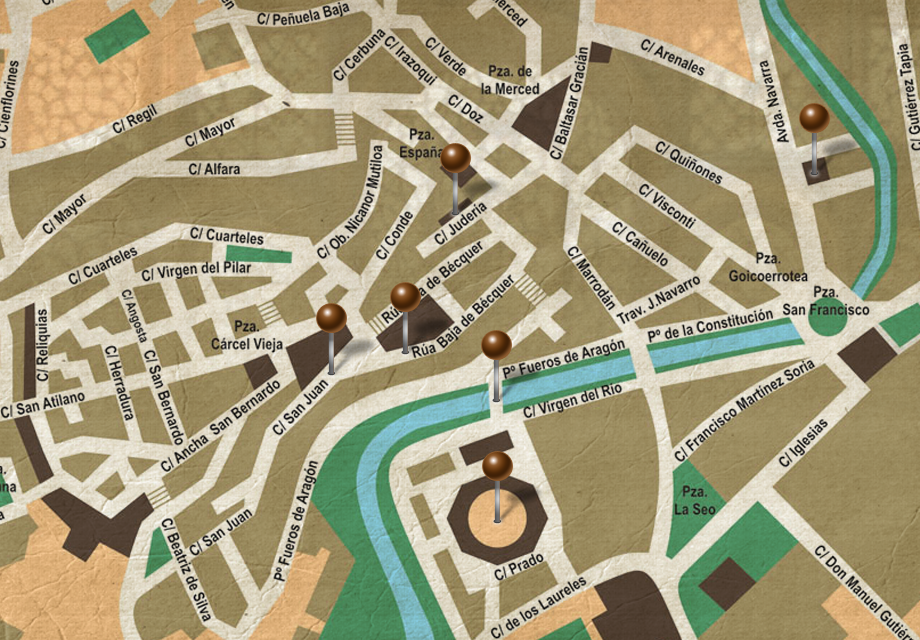 C/ Peñuela Baja
C/ Cienflorines
C/ Cerbuna
C/ Irazoqui
C/ Verde
Pza. de
la Merced
C/ Baltasar Gracián
C/ Arenales
Avda. Navarra
C/ Gutiérrez Tapia
C/ Regil
C/ Mayor
C/ Doz
Pza.
España
C/ Alfara
C/ Mayor
C/ Ob. Nicanor Mutiloa
C/ Conde
C/ Judería
C/ Quiñones
C/ Visconti
C/ Cañuelo
C/ Marrodán
Trav. J.Navarro
Pza.
Goicoerrotea
Pza.
San Francisco
C/ Cuarteles
C/ Cuarteles
C/ Virgen del Pilar
de Bécquer
Rúa Baja de Bécquer
C/ Reliquias
C/ Angosta
Pza.
Cárcel Vieja
C/ Herradura
C/ San Bernardo
C/ San Atilano
C/ Ancha San Bernardo
C/ San Juan
Pº Fueros de Aragón
Pº de la Constitución
C/ Virgen del Río
C/ Francisco Martínez Soria
C/ Iglesias
Pza.
La Seo
C/ San Juan
C/ Beatriz de Silva
Pº Fueros de Aragón
C/ Prado
C/ de los Laureles
C/ Don Manuel Gutié